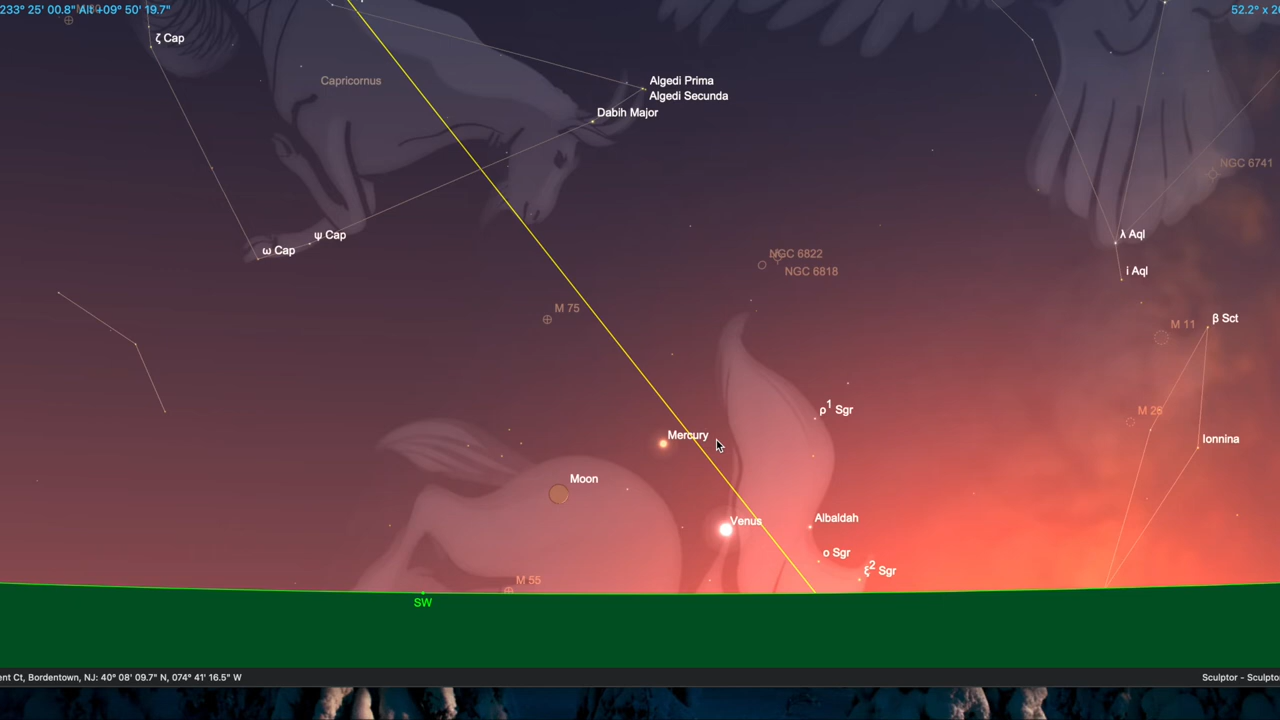 233° 25' 00.8" Alt +09° 50' 19.7"
52.2° x 2
ζ Cap
Capricornus
Algedi Prima
Algedi Secunda
Dabih Major
NGC 6741
ψ Cap
ω Cap
λ Aql
NGC 6822
NGC 6818
i Aql
M 75
β Sct
M 11
ρ1 Sgr
M 26
Mercury
Ionnina
Moon
Venus
Albaldah
ο Sgr
ξ2 Sgr
M 55
SW
ent Ct, Bordentown, NJ: 40° 08' 09.7" N, 074° 41' 16.5" W
Sculptor - Sculpto